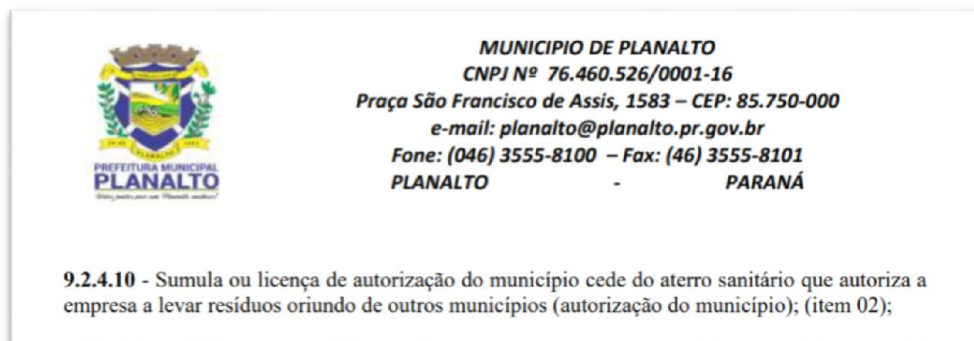 MUNICIPIO DE PLANALTO
CNPJ Nº 76.460.526/0001-16
Praça São Francisco de Assis, 1583 – CEP: 85.750-000
e-mail: planalto@planalto.pr.gov.br
Fone: (046) 3555-8100 – Fax: (46) 3555-8101
PLANALTO - PARANÁ
PREFEITURA MUNICIPAL
PLANALTO
9.2.4.10 - Sumula ou licença de autorização do município cede do aterro sanitário que autoriza a
empresa a levar resíduos oriundo de outros municípios (autorização do município); (item 02);